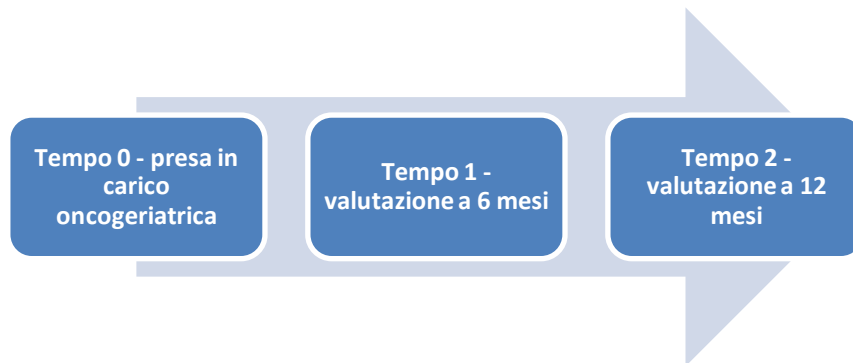 Tempo 0 - presa in
carico
oncogeriatrica
Tempo 1 -
valutazione a 6 mesi
Tempo 2 -
valutazione a 12
mesi